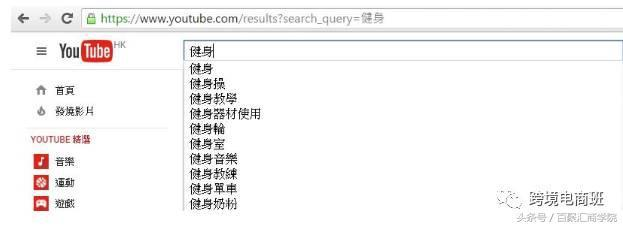 https://www.youtube.com/results?search_query=健身
YouTube HK
健身
首頁
發燒影片
YOUTUBE 精選
音樂
運動
遊戲
健身
健身操
健身教學
健身器材使用
健身輪
健身室
健身音樂
健身教練
健身單車
健身奶粉
跨境电商班
头条号 / 百聚汇商学院